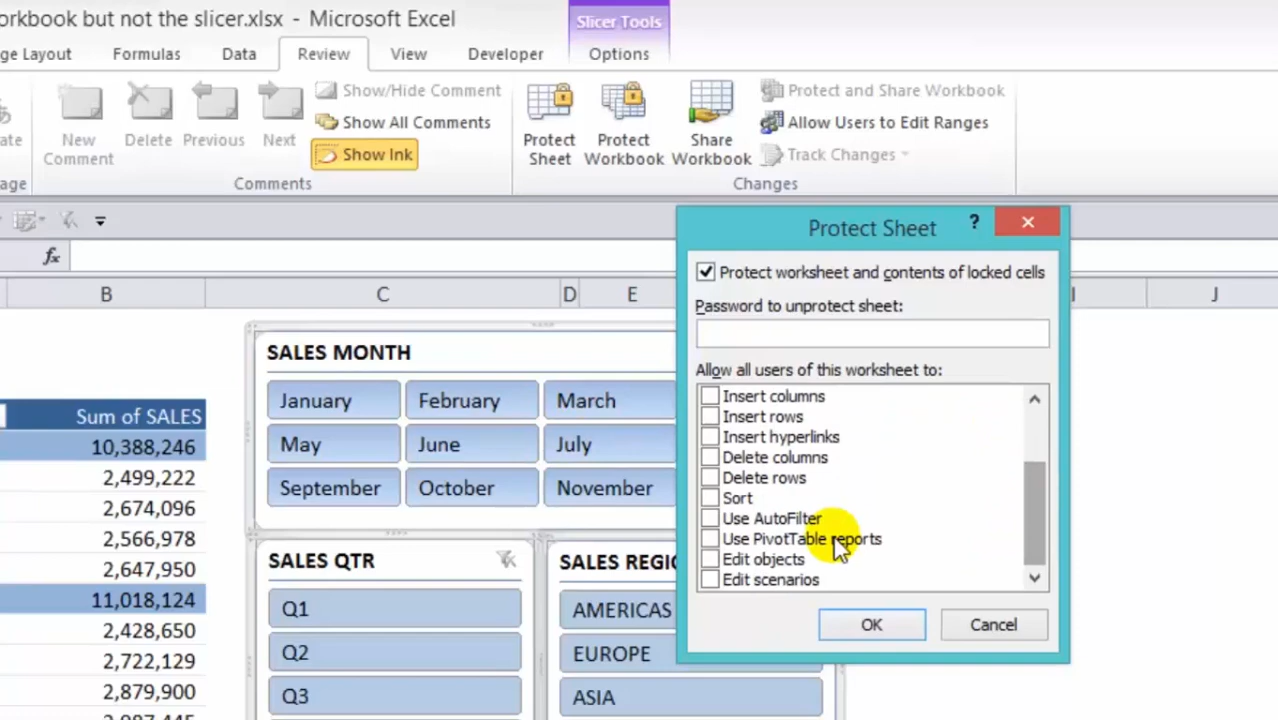 orkbook but not the slicer.xlsx - Microsoft Excel
Slicer Tools
ge Layout Formulas Data Review View Developer Options
New Comment
Delete
Previous
Next
Show/Hide Comment
Show All Comments
Show Ink
Comments
Protect Sheet
Protect Workbook
Share Workbook
Protect and Share Workbook
Allow Users to Edit Ranges
Track Changes
Changes
ate
age
fx
B C D E I J
Sum of SALES
10,388,246
2,499,222
2,674,096
2,566,978
2,647,950
11,018,124
2,428,650
2,722,129
2,879,900
SALES MONTH
January February March
May June July
September October November
SALES QTR
Q1
Q2
Q3
SALES REGIO
AMERICAS
EUROPE
ASIA
Protect Sheet ?
Protect worksheet and contents of locked cells
Password to unprotect sheet:
Allow all users of this worksheet to:
Insert columns
Insert rows
Insert hyperlinks
Delete columns
Delete rows
Sort
Use AutoFilter
Use PivotTable reports
Edit objects
Edit scenarios
OK Cancel